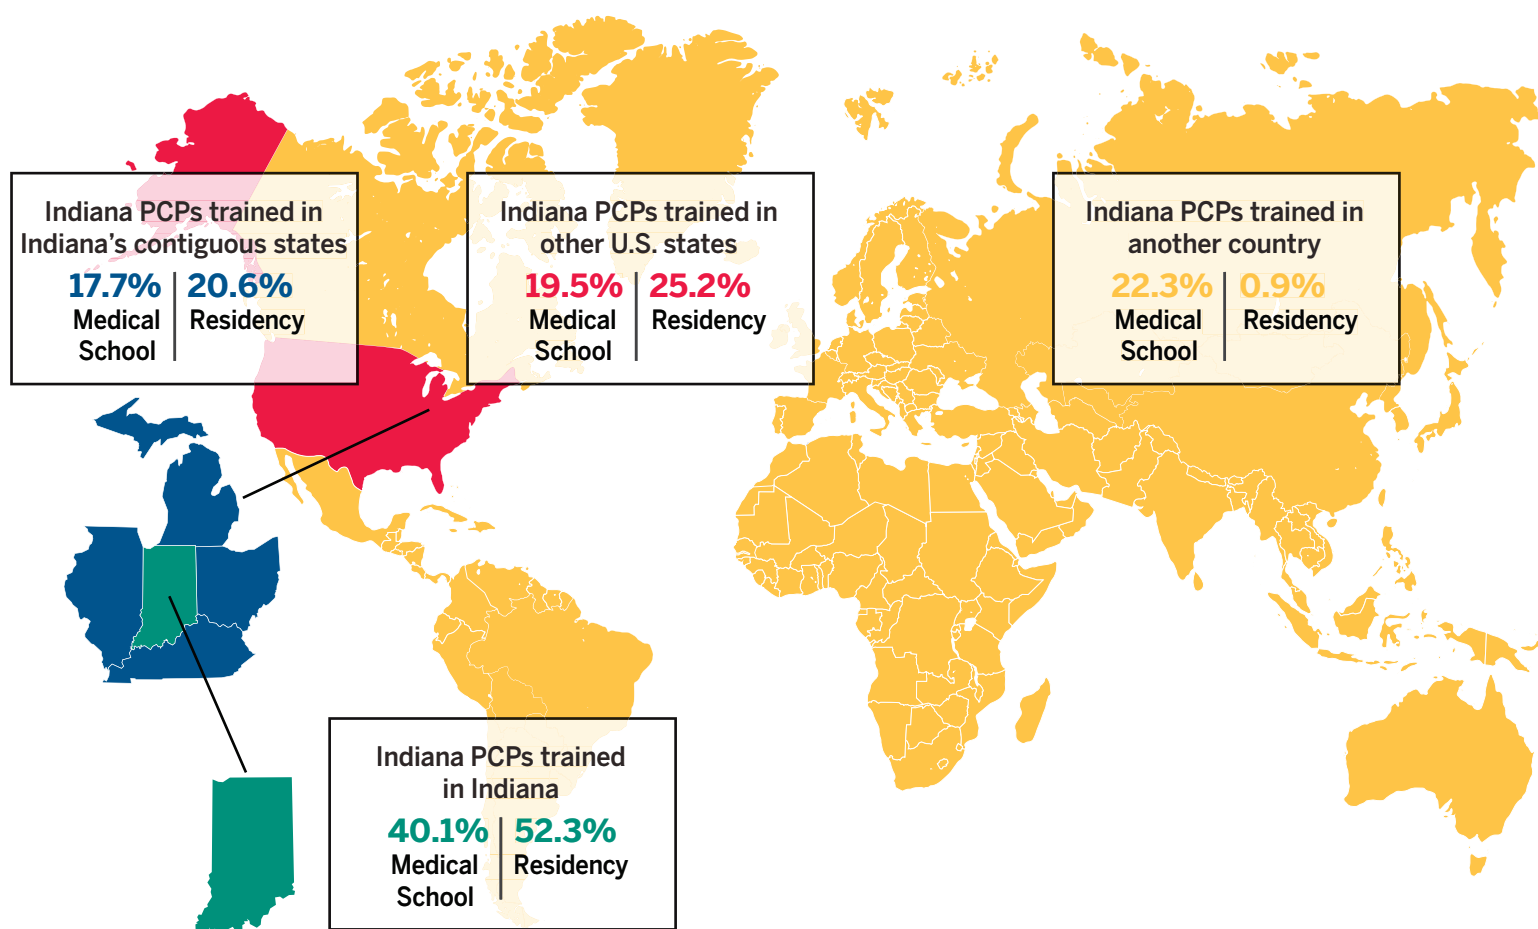 Indiana PCPs trained in
Indiana’s contiguous states
17.7% 20.6%
Medical Residency
School
Indiana PCPs trained in
other U.S. states
19.5% 25.2%
Medical Residency
School
Indiana PCPs trained in
another country
22.3% 0.9%
Medical Residency
School
Indiana PCPs trained
in Indiana
40.1% 52.3%
Medical Residency
School